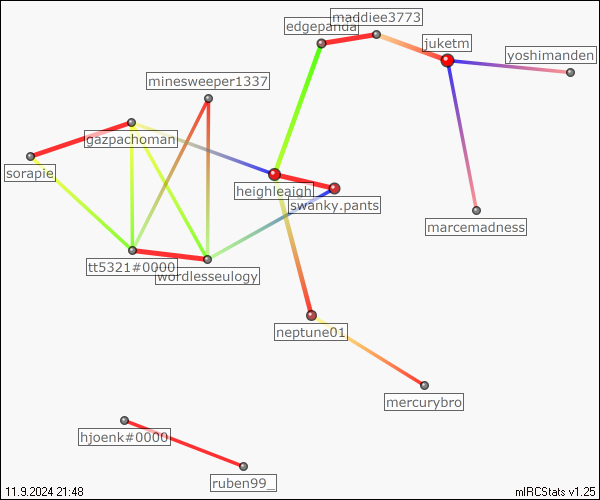 maddiee3773
edgepanda
juketm
yoshimanden
minesweeper1337
gazpachoman
sorapie
heighleaigh
swanky.pants
marcemadness
tt5321#0000
wordlesseulogy
neptune01
mercurybro
hjoenk#0000
ruben99_
11.9.2024 21:48
mIRCStats v1.25